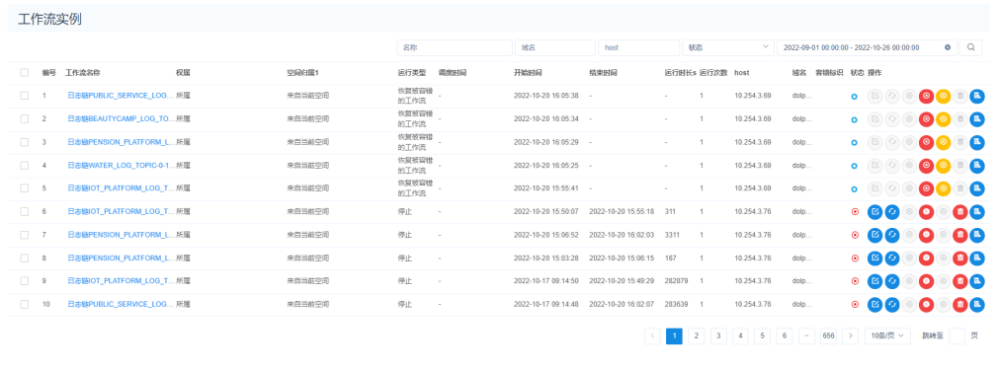 工作流实例
名称 域名 host 状态 2022-09-01 00:00:00 - 2022-10-26 00:00:00
编号 工作流名称 权属 空间归属1 运行类型 调度时间 开始时间 结束时间 运行时长s 运行次数 host 域名 容错标识 状态 操作
1 日志链PUBLIC_SERVICE_LOG... 所属 来自当前空间 恢复被容错的工作流 - 2022-10-20 16:05:38 - - 1 10.254.3.69 dolp...
2 日志链BEAUTYCAMP_LOG_TO... 所属 来自当前空间 恢复被容错的工作流 - 2022-10-20 16:05:34 - - 1 10.254.3.69 dolp...
3 日志链PENSION_PLATFORM_L... 所属 来自当前空间 恢复被容错的工作流 - 2022-10-20 16:05:29 - - 1 10.254.3.69 dolp...
4 日志链WATER_LOG_TOPIC-0-1... 所属 来自当前空间 恢复被容错的工作流 - 2022-10-20 16:05:25 - - 1 10.254.3.69 dolp...
5 日志链IOT_PLATFORM_LOG_T... 所属 来自当前空间 恢复被容错的工作流 - 2022-10-20 15:55:41 - - 1 10.254.3.69 dolp...
6 日志链IOT_PLATFORM_LOG_T... 所属 来自当前空间 停止 - 2022-10-20 15:50:07 2022-10-20 15:55:18 311 1 10.254.3.76 dolp...
7 日志链PENSION_PLATFORM_L... 所属 来自当前空间 停止 - 2022-10-20 15:06:52 2022-10-20 16:02:03 3311 1 10.254.3.76 dolp...
8 日志链PENSION_PLATFORM_L... 所属 来自当前空间 停止 - 2022-10-20 15:03:28 2022-10-20 15:06:15 167 1 10.254.3.76 dolp...
9 日志链IOT_PLATFORM_LOG_T... 所属 来自当前空间 停止 - 2022-10-17 09:14:50 2022-10-20 15:49:29 282879 1 10.254.3.76 dolp...
10 日志链PUBLIC_SERVICE_LOG... 所属 来自当前空间 停止 - 2022-10-17 09:14:48 2022-10-20 16:02:07 283639 1 10.254.3.76 dolp...
< 1 2 3 4 5 6 ... 656 > 10条/页 跳转至 页